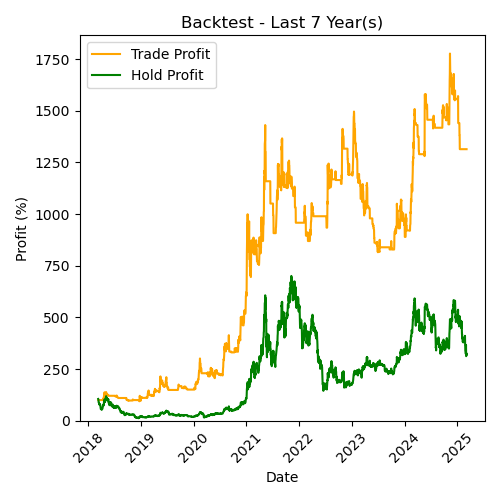 Backtest - Last 7 Year(s)
Trade Profit
Hold Profit
Profit (%)
1750
1500
1250
1000
750
500
250
0
2018 2019 2020 2021 2022 2023 2024 2025
Date